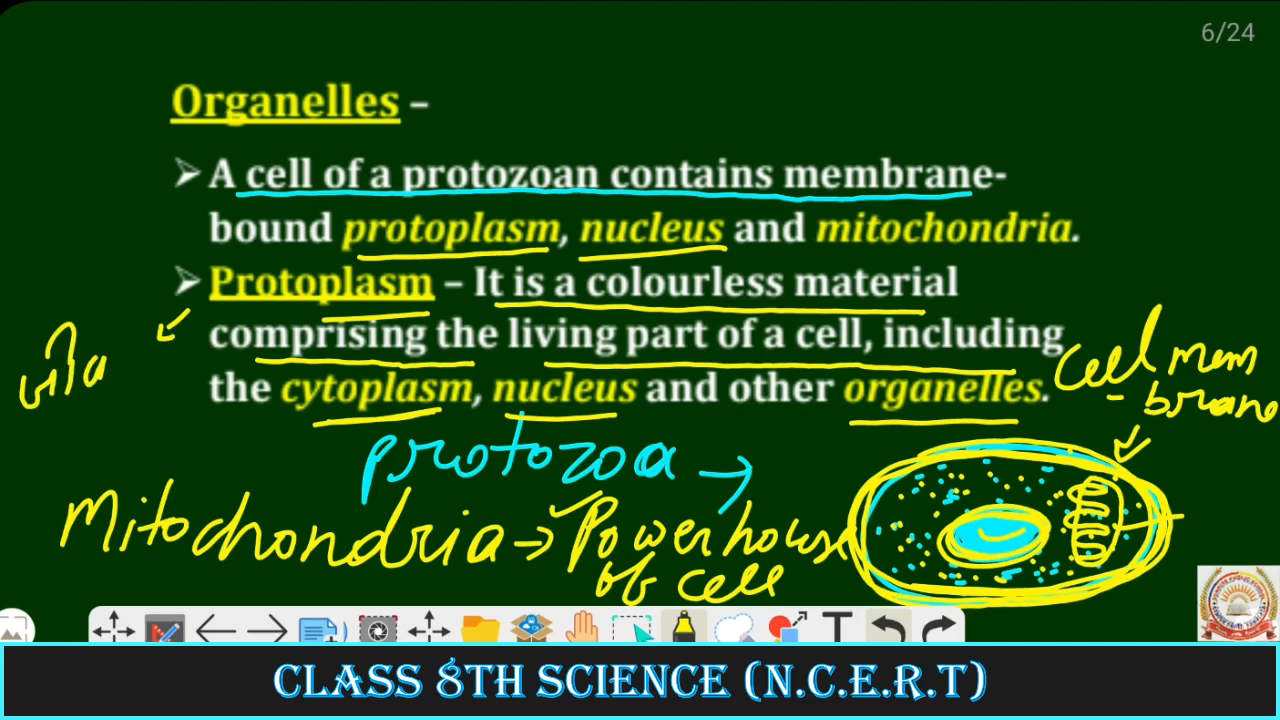 6/24
Organelles –
➢ A cell of a protozoan contains membrane-
bound protoplasm, nucleus and mitochondria.
➢ Protoplasm – It is a colourless material
comprising the living part of a cell, including
the cytoplasm, nucleus and other organelles.
Cell mem
brane
protozoa →
Mitochondria → Powerhouse
of cell
T
CLASS 8TH SCIENCE (N.C.E.R.T)